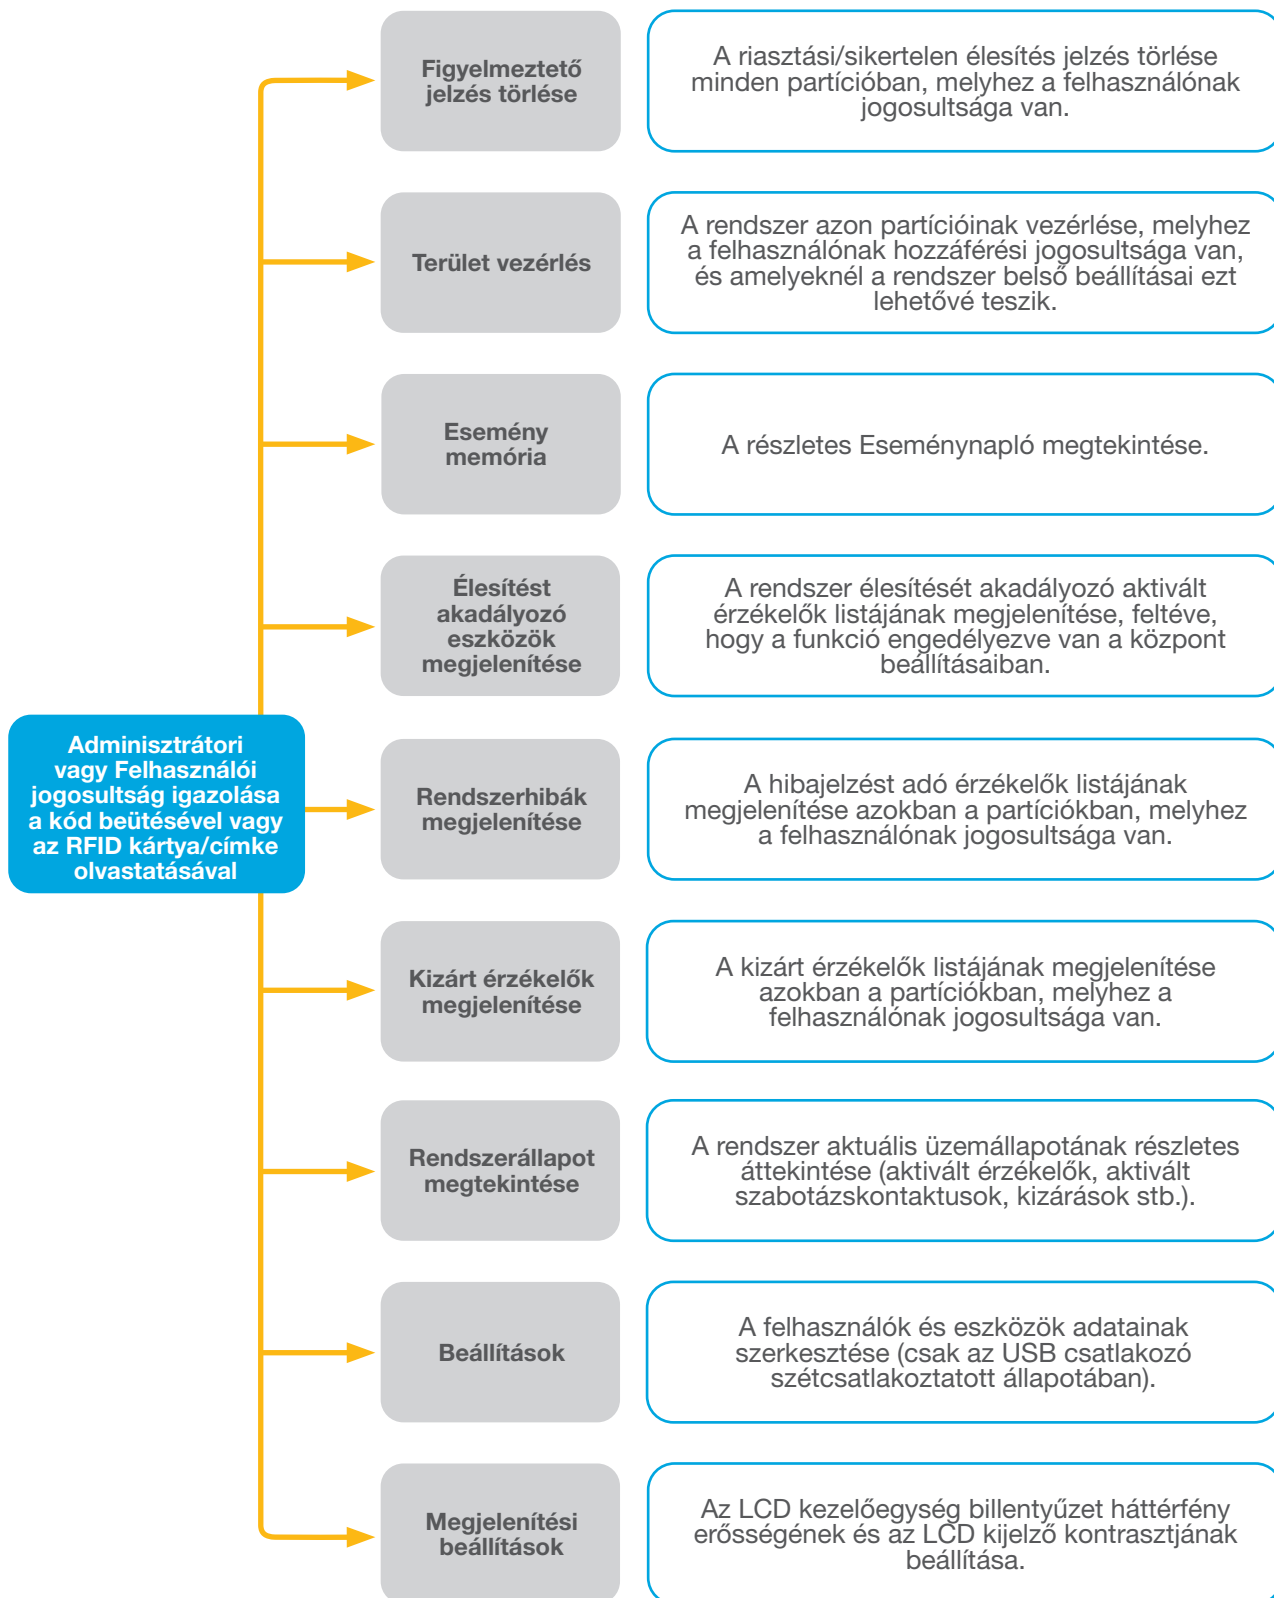 Figyelmeztető
jelzés törlése
A riasztási/sikertelen élesítés jelzés törlése
minden partícióban, melyhez a felhasználónak
jogosultsága van.
Terület vezérlés
A rendszer azon partícióinak vezérlése, melyhez
a felhasználónak hozzáférési jogosultsága van,
és amelyeknél a rendszer belső beállításai ezt
lehetővé teszik.
Esemény
memória
A részletes Eseménynapló megtekintése.
Élesítést
akadályozó
eszközök
megjelenítése
A rendszer élesítését akadályozó aktivált
érzékelők listájának megjelenítése, feltéve,
hogy a funkció engedélyezve van a központ
beállításaiban.
Adminisztrátori
vagy Felhasználói
jogosultság igazolása
a kód beütésével vagy
az RFID kártya/címke
olvastatásával
Rendszerhibák
megjelenítése
A hibajelzést adó érzékelők listájának
megjelenítése azokban a partíciókban, melyhez
a felhasználónak jogosultsága van.
Kizárt érzékelők
megjelenítése
A kizárt érzékelők listájának megjelenítése
azokban a partíciókban, melyhez a
felhasználónak jogosultsága van.
Rendszerállapot
megtekintése
A rendszer aktuális üzemállapotának részletes
áttekintése (aktivált érzékelők, aktivált
szabotázskontaktusok, kizárások stb.).
Beállítások
A felhasználók és eszközök adatainak
szerkesztése (csak az USB csatlakozó
szétcsatlakoztatott állapotában).
Megjelenítési
beállítások
Az LCD kezelőegység billentyűzet háttérfény
erősségének és az LCD kijelző kontrasztjának
beállítása.